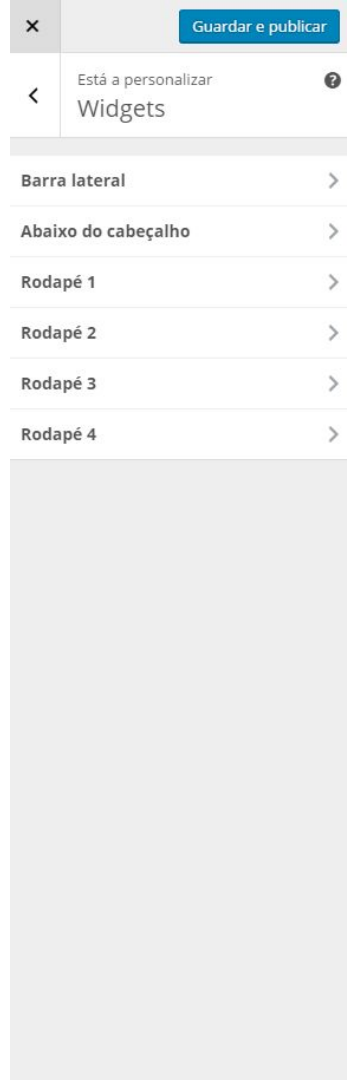 Guardar e publicar
Está a personalizar
Widgets
Barra lateral
Abaixo do cabeçalho
Rodapé 1
Rodapé 2
Rodapé 3
Rodapé 4